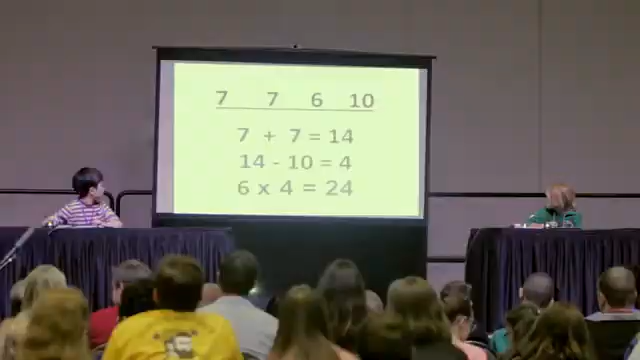 7 7 6 10
7 + 7 = 14
14 - 10 = 4
6 x 4 = 24